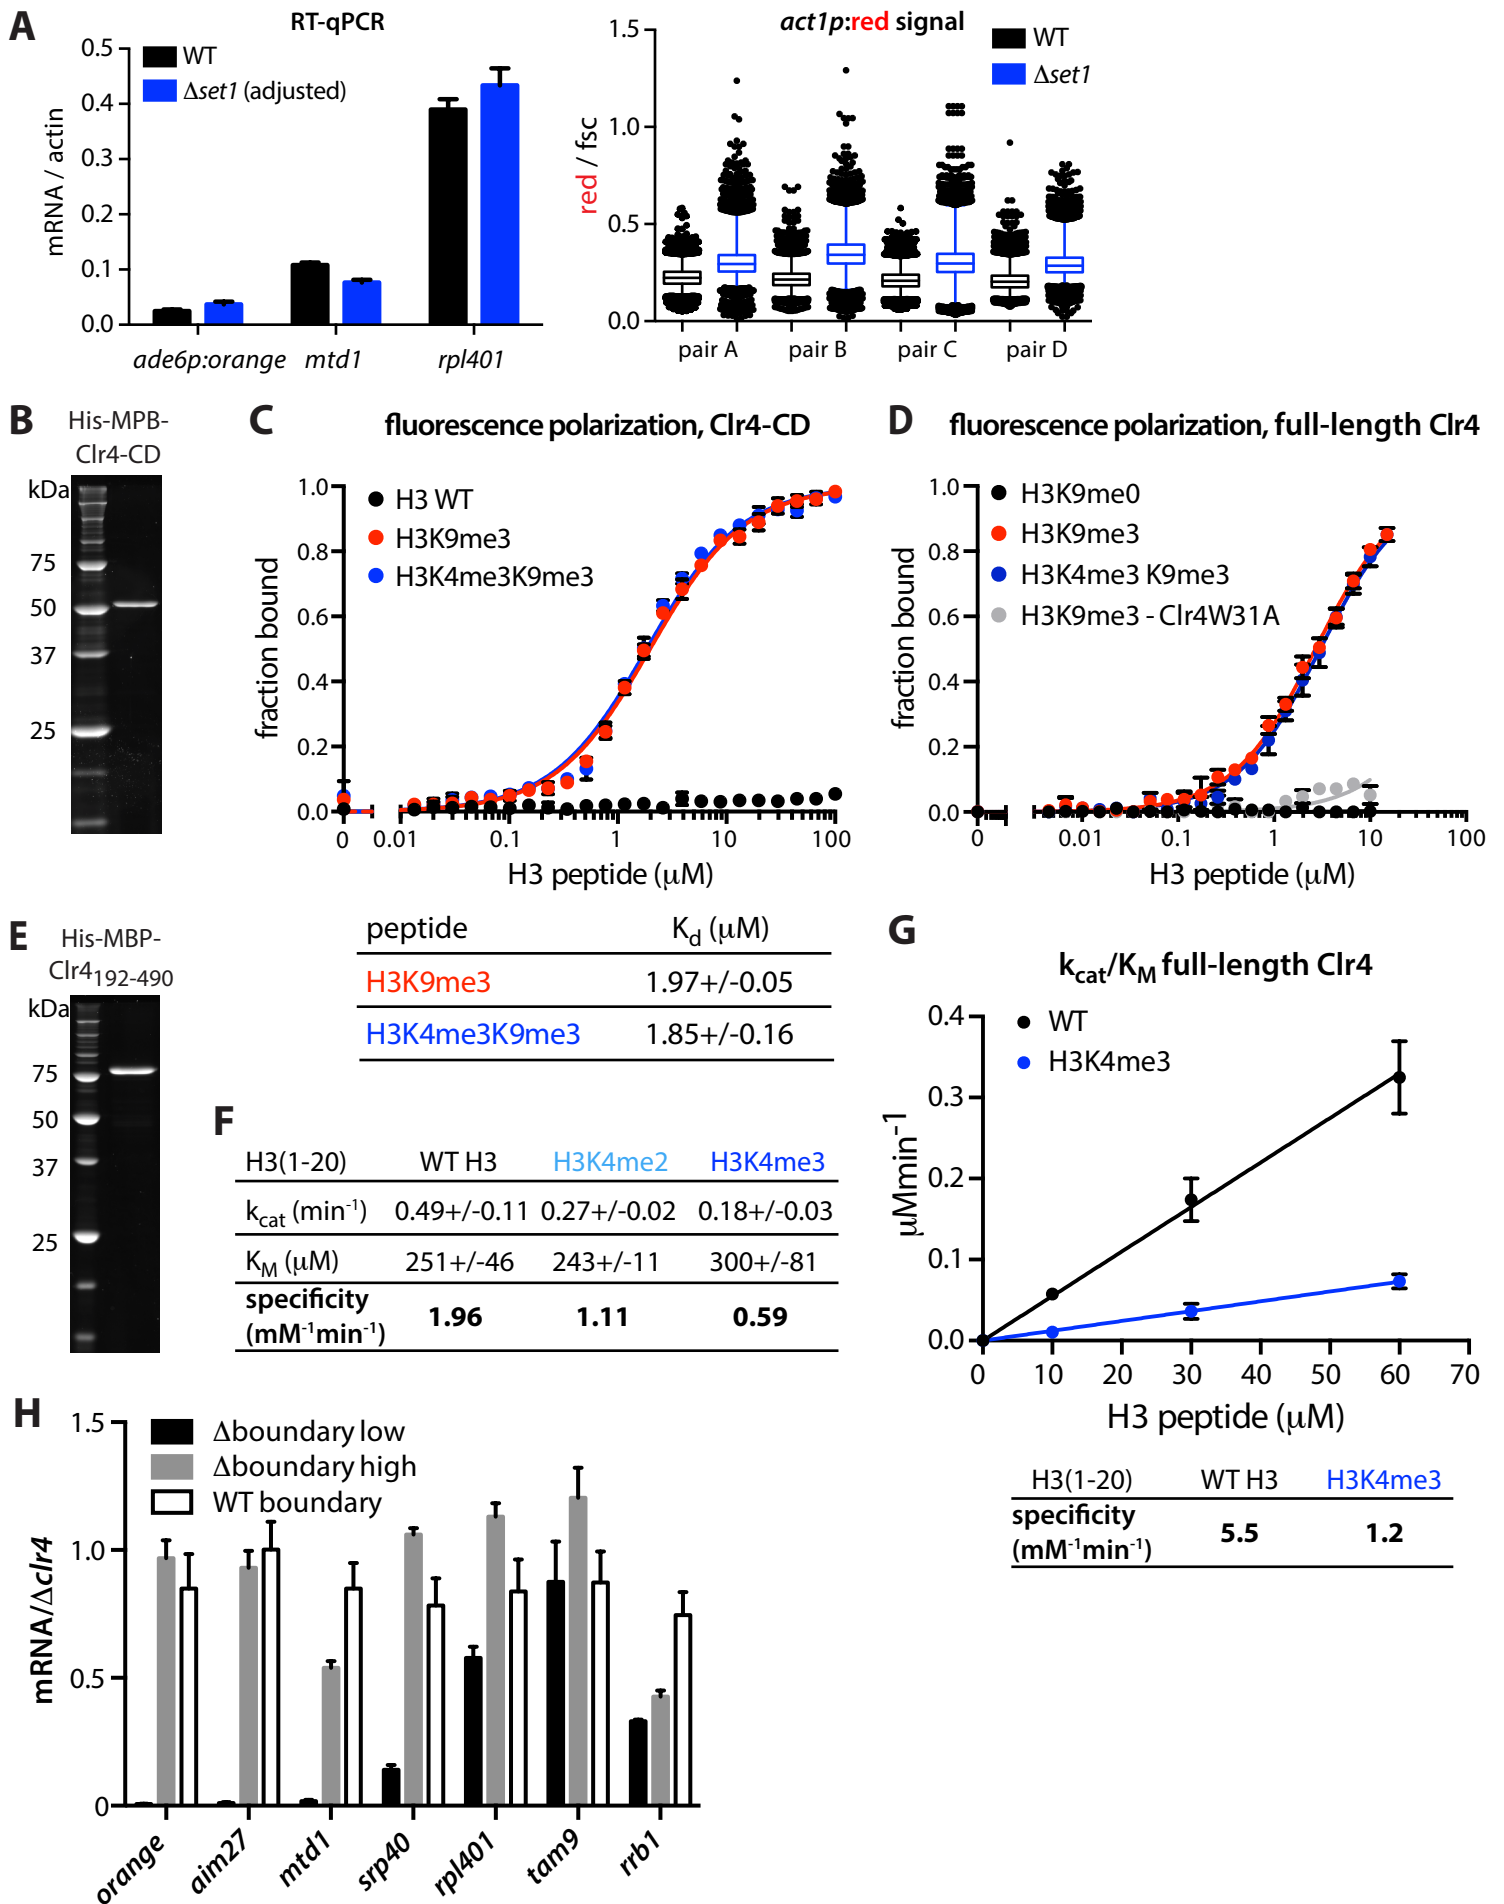 A
RT-qPCR
WT
Δset1 (adjusted)
mRNA / actin
0.5
0.4
0.3
0.2
0.1
0.0
ade6p:orange
mtd1
rpl401
act1p:red signal
WT
Δset1
red / fsc
1.5
1.0
0.5
0.0
pair A
pair B
pair C
pair D
B
His-MPB-
Clr4-CD
kDa
75
50
37
25
C
fluorescence polarization, Clr4-CD
H3 WT
H3K9me3
H3K4me3K9me3
fraction bound
1.0
0.8
0.6
0.4
0.2
0.0
0
0.01
0.1
1
10
100
H3 peptide (μM)
peptide Kd (μM)
H3K9me3 1.97+/-0.05
H3K4me3K9me3 1.85+/-0.16
D
fluorescence polarization, full-length Clr4
H3K9me0
H3K9me3
H3K4me3 K9me3
H3K9me3 - Clr4W31A
fraction bound
1.0
0.8
0.6
0.4
0.2
0.0
0
0.01
0.1
1
10
100
H3 peptide (μM)
E
His-MBP-
Clr4192-490
kDa
75
50
37
25
F
H3(1-20) WT H3 H3K4me2 H3K4me3
kcat (min-1) 0.49+/-0.11 0.27+/-0.02 0.18+/-0.03
KM (μM) 251+/-46 243+/-11 300+/-81
specificity
(mM-1min-1) 1.96 1.11 0.59
G
kcat/KM full-length Clr4
WT
H3K4me3
μMmin-1
0.4
0.3
0.2
0.1
0.0
0
10
20
30
40
50
60
70
H3 peptide (μM)
H3(1-20) WT H3 H3K4me3
specificity
(mM-1min-1) 5.5 1.2
H
Δboundary low
Δboundary high
WT boundary
mRNA/Δclr4
1.5
1.0
0.5
0
orange
aim27
mtd1
srp40
rpl401
tam9
rrb1